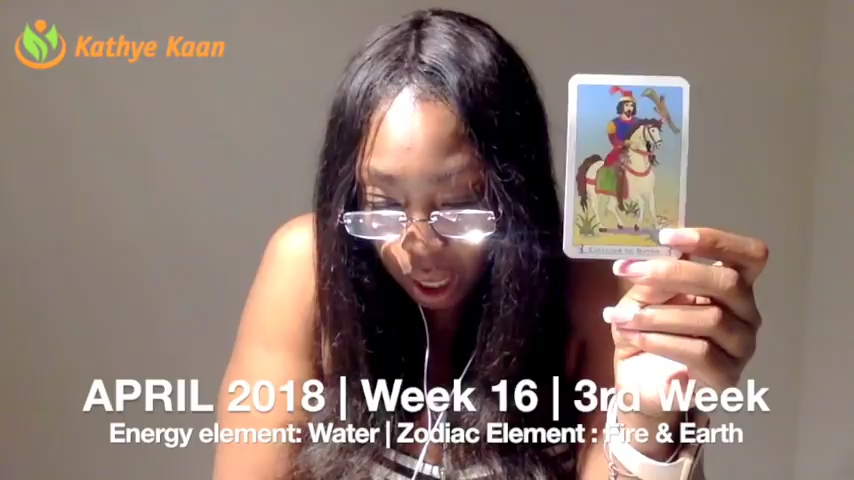 Kathye Kaan
APRIL 2018 | Week 16 | 3rd Week
Energy element: Water | Zodiac Element : Fire & Earth